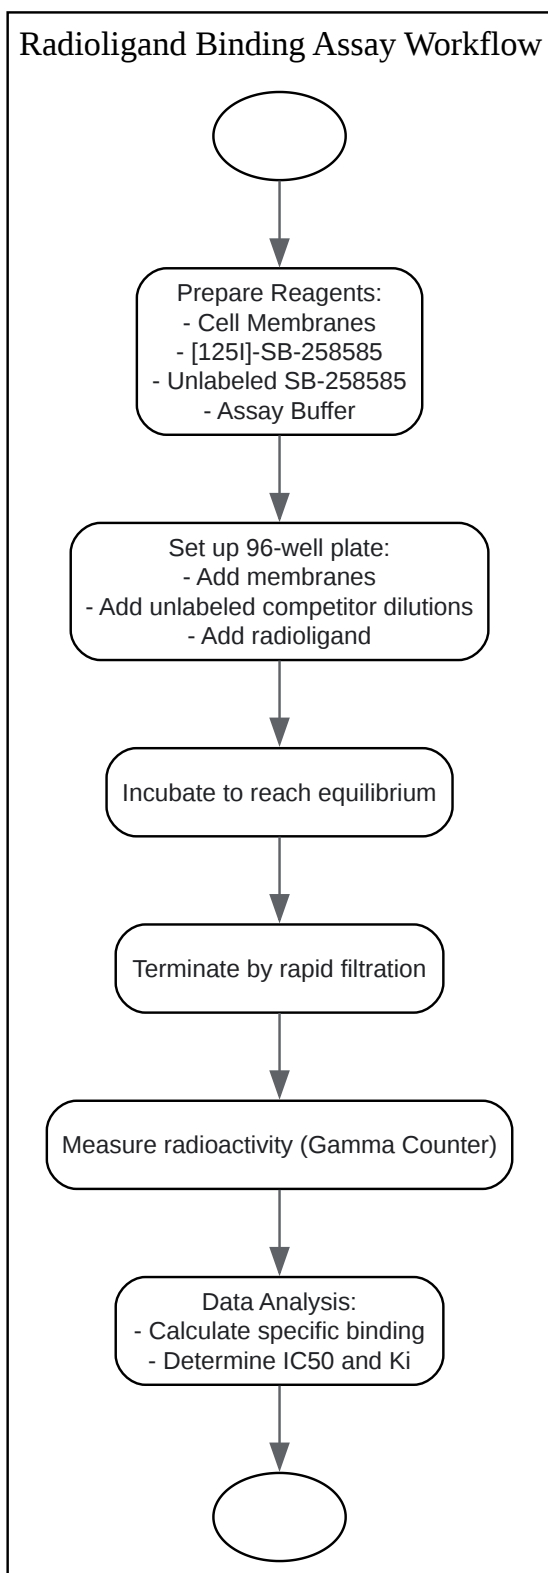 Radioligand Binding Assay Workflow
Prepare Reagents:
- Cell Membranes
- [125I]-SB-258585
- Unlabeled SB-258585
- Assay Buffer
Set up 96-well plate:
- Add membranes
- Add unlabeled competitor dilutions
- Add radioligand
Incubate to reach equilibrium
Terminate by rapid filtration
Measure radioactivity (Gamma Counter)
Data Analysis:
- Calculate specific binding
- Determine IC50 and Ki